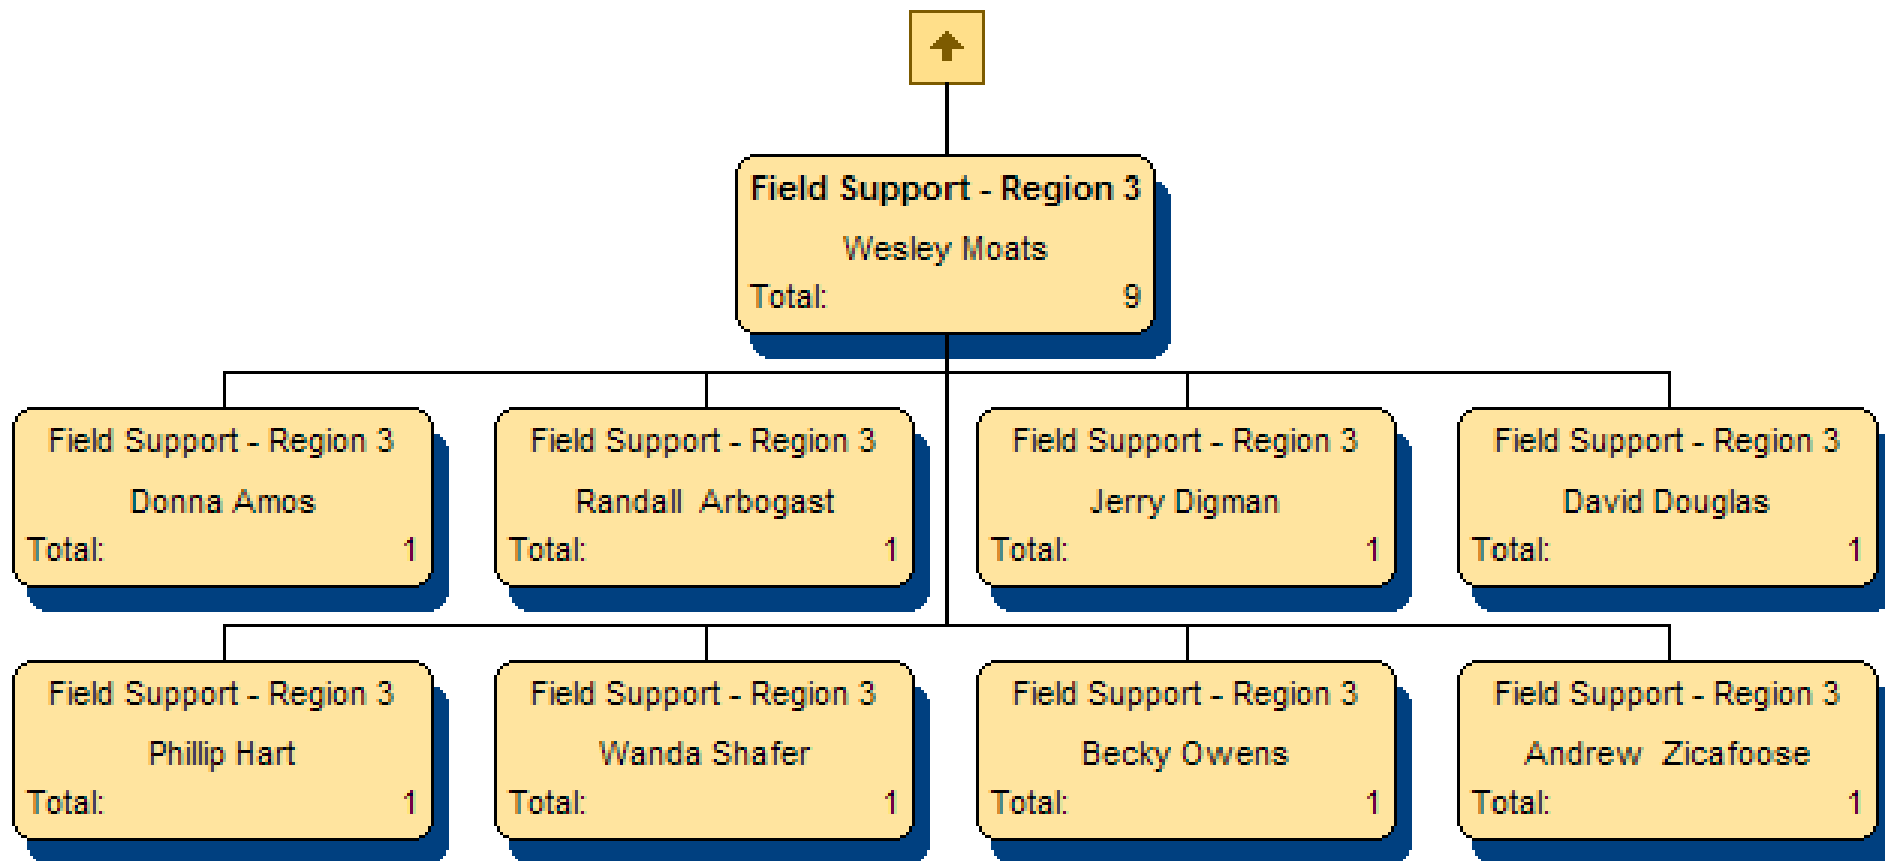 Field Support - Region 3
Wesley Moats
Total: 9
Field Support - Region 3
Donna Amos
Total: 1
Field Support - Region 3
Randall Arbogast
Total: 1
Field Support - Region 3
Jerry Digman
Total: 1
Field Support - Region 3
David Douglas
Total: 1
Field Support - Region 3
Phillip Hart
Total: 1
Field Support - Region 3
Wanda Shafer
Total: 1
Field Support - Region 3
Becky Owens
Total: 1
Field Support - Region 3
Andrew Zicafoose
Total: 1